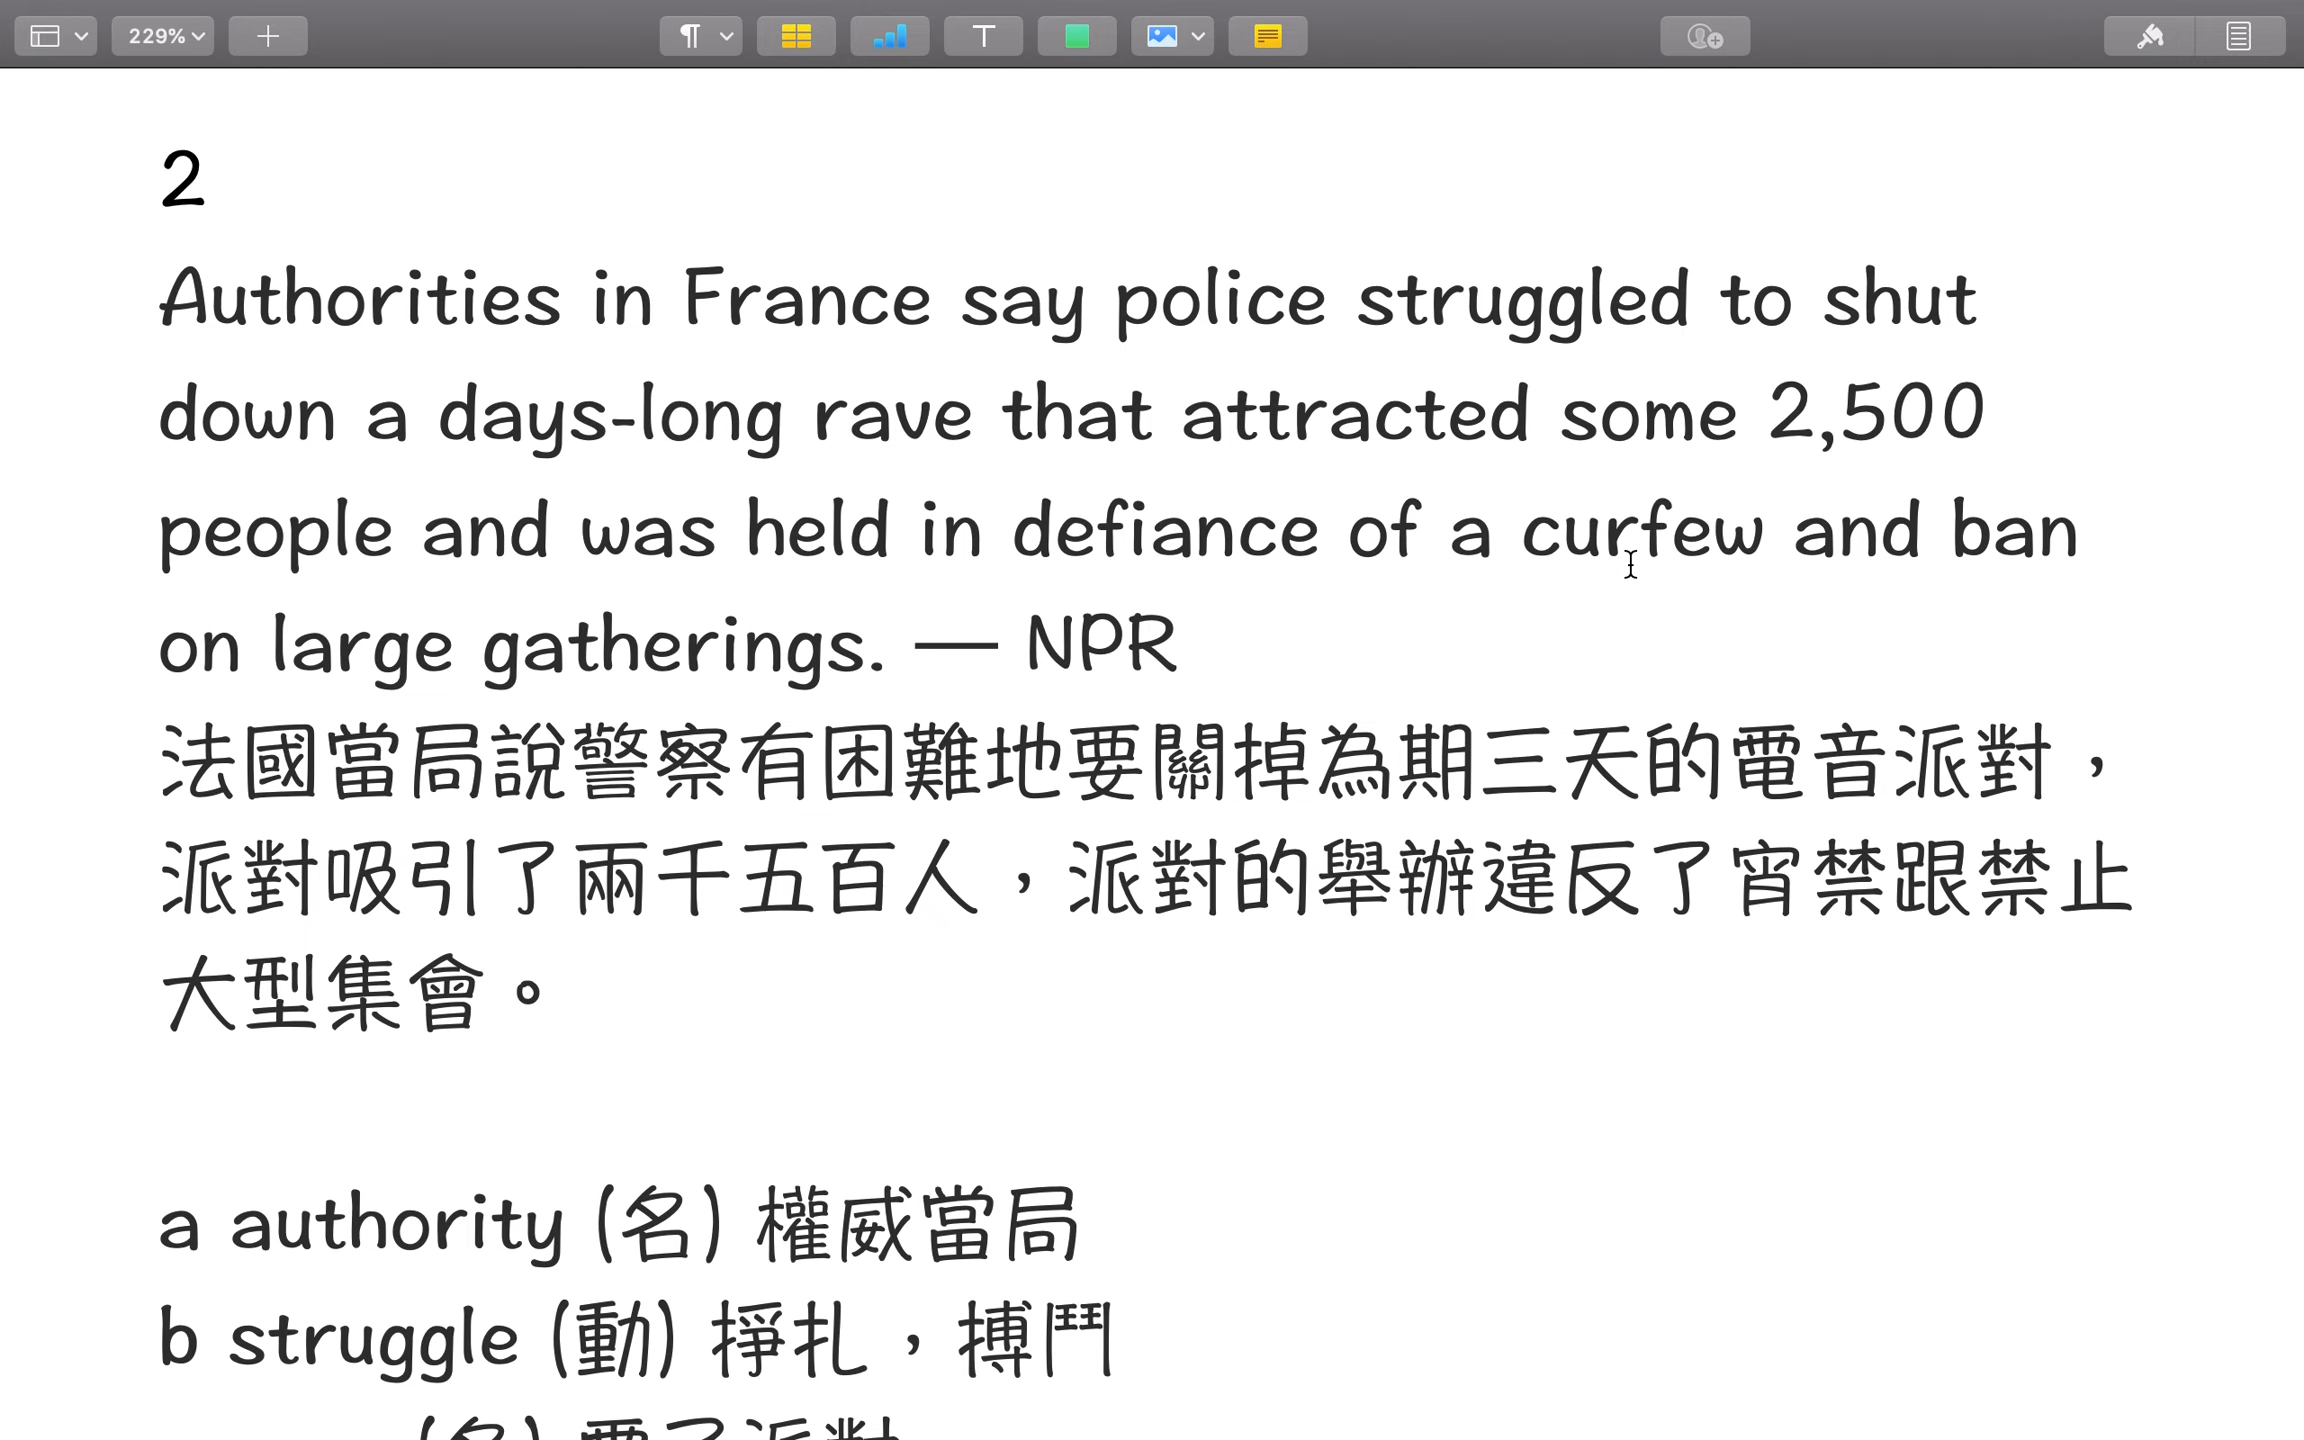 229%
2
Authorities in France say police struggled to shut
down a days-long rave that attracted some 2,500
people and was held in defiance of a curfew and ban
on large gatherings. — NPR
法國當局說警察有困難地要關掉為期三天的電音派對，
派對吸引了兩千五百人，派對的舉辦違反了宵禁跟禁止
大型集會。
a authority (名) 權威當局
b struggle (動) 掙扎，搏鬥